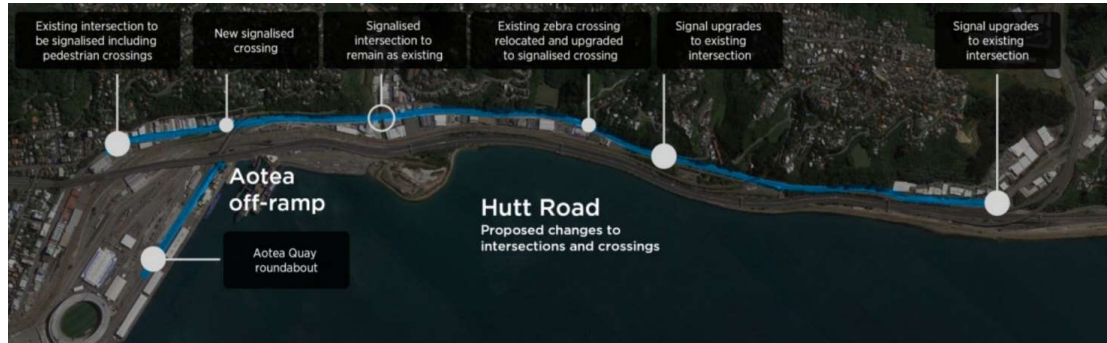 Existing intersection to
be signalised including
pedestrian crossings
New signalised
crossing
Signalised
intersection to
remain as existing
Existing zebra crossing
relocated and upgraded
to signalised crossing
Signal upgrades
to existing
intersection
Signal upgrades
to existing
intersection
Aotea
off-ramp
Hutt Road
Proposed changes to
intersections and crossings
Aotea Quay
roundabout